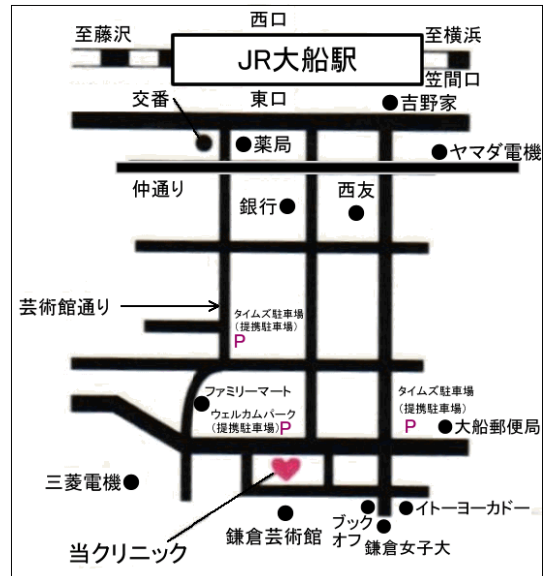 西口
至藤沢
至横浜
JR大船駅
笠間口
交番
東口
吉野家
薬局
ヤマダ電機
仲通り
銀行
西友
芸術館通り
タイムズ駐車場
(提携駐車場)
P
ファミリーマート
タイムズ駐車場
(提携駐車場)
P
ウェルカムパーク
(提携駐車場)P
大船郵便局
三菱電機
イトーヨーカドー
ブック
オフ
鎌倉芸術館
鎌倉女子大
当クリニック